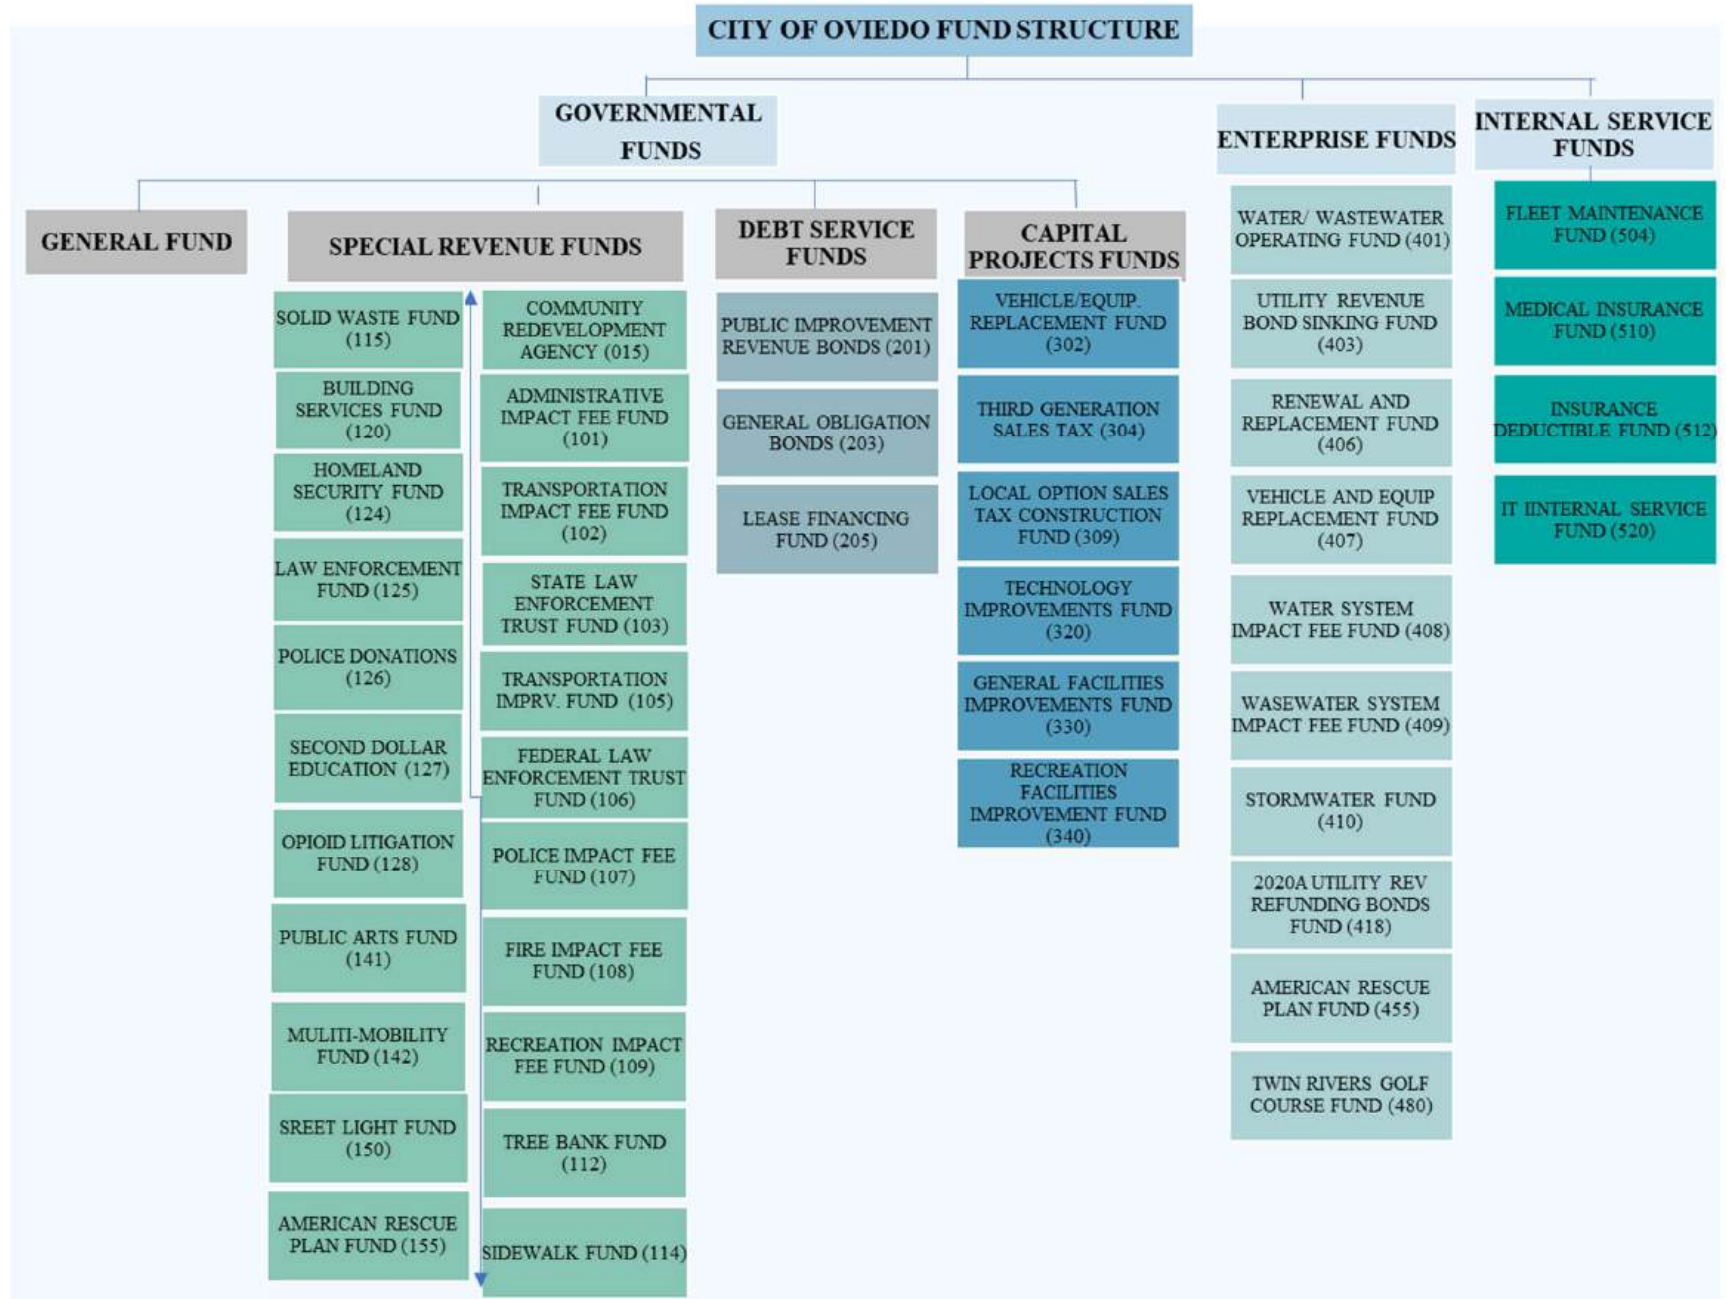 CITY OF OVIEDO FUND STRUCTURE
GOVERNMENTAL
FUNDS
GENERAL FUND
SPECIAL REVENUE FUNDS
SOLID WASTE FUND
(115)
BUILDING
SERVICES FUND
(120)
HOMELAND
SECURITY FUND
(124)
LAW ENFORCEMENT
FUND (125)
POLICE DONATIONS
(126)
SECOND DOLLAR
EDUCATION (127)
OPIOID LITIGATION
FUND (128)
PUBLIC ARTS FUND
(141)
MULITI-MOBILITY
FUND (142)
SREET LIGHT FUND
(150)
AMERICAN RESCUE
PLAN FUND (155)
COMMUNITY
REDEVELOPMENT
AGENCY (015)
ADMINISTRATIVE
IMPACT FEE FUND
(101)
TRANSPORTATION
IMPACT FEE FUND
(102)
STATE LAW
ENFORCEMENT
TRUST FUND (103)
TRANSPORTATION
IMPRV. FUND (105)
FEDERAL LAW
ENFORCEMENT TRUST
FUND (106)
POLICE IMPACT FEE
FUND (107)
FIRE IMPACT FEE
FUND (108)
RECREATION IMPACT
FEE FUND (109)
TREE BANK FUND
(112)
SIDEWALK FUND (114)
DEBT SERVICE
FUNDS
PUBLIC IMPROVEMENT
REVENUE BONDS (201)
GENERAL OBLIGATION
BONDS (203)
LEASE FINANCING
FUND (205)
CAPITAL
PROJECTS FUNDS
VEHICLE/EQUIP.
REPLACEMENT FUND
(302)
THIRD GENERATION
SALES TAX (304)
LOCAL OPTION SALES
TAX CONSTRUCTION
FUND (309)
TECHNOLOGY
IMPROVEMENTS FUND
(320)
GENERAL FACILITIES
IMPROVEMENTS FUND
(330)
RECREATION
FACILITIES
IMPROVEMENT FUND
(340)
ENTERPRISE FUNDS
WATER/ WASTEWATER
OPERATING FUND (401)
UTILITY REVENUE
BOND SINKING FUND
(403)
RENEWAL AND
REPLACEMENT FUND
(406)
VEHICLE AND EQUIP
REPLACEMENT FUND
(407)
WATER SYSTEM
IMPACT FEE FUND (408)
WASEWATER SYSTEM
IMPACT FEE FUND (409)
STORMWATER FUND
(410)
2020A UTILITY REV
REFUNDING BONDS
FUND (418)
AMERICAN RESCUE
PLAN FUND (455)
TWIN RIVERS GOLF
COURSE FUND (480)
INTERNAL SERVICE
FUNDS
FLEET MAINTENANCE
FUND (504)
MEDICAL INSURANCE
FUND (510)
INSURANCE
DEDUCTIBLE FUND (512)
IT IINTERNAL SERVICE
FUND (520)